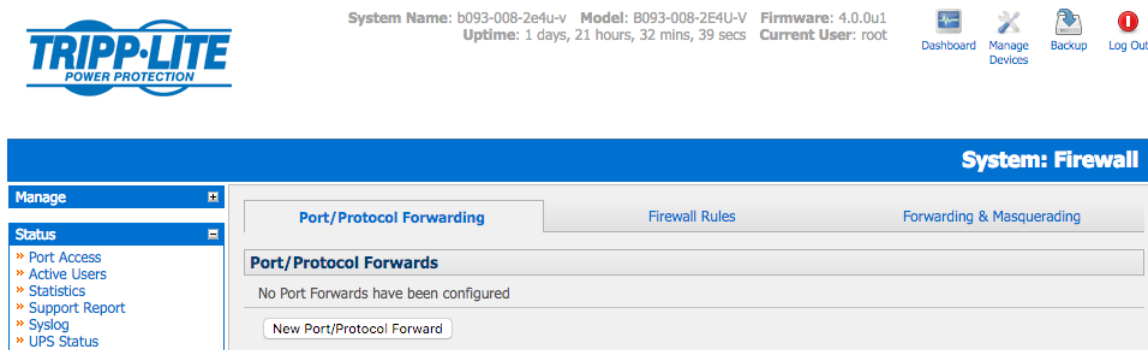 TRIPP·LITE
POWER PROTECTION
System Name: b093-008-2e4u-v Model: B093-008-2E4U-V Firmware: 4.0.0u1
Uptime: 1 days, 21 hours, 32 mins, 39 secs Current User: root
Dashboard
Manage
Devices
Backup
Log Out
System: Firewall
Manage
Status
» Port Access
» Active Users
» Statistics
» Support Report
» Syslog
» UPS Status
Port/Protocol Forwarding
Firewall Rules
Forwarding & Masquerading
Port/Protocol Forwards
No Port Forwards have been configured
New Port/Protocol Forward